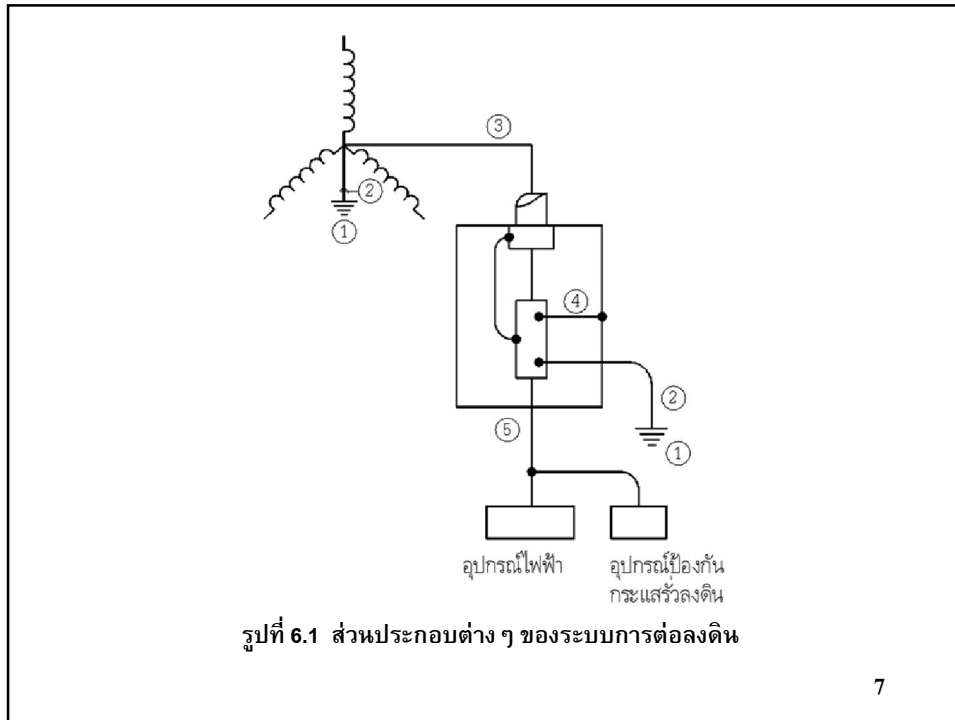 ③
②
①
④
②
⑤
①
อุปกรณ์ไฟฟ้า
อุปกรณ์ป้องกัน
กระแสรั่วลงดิน
รูปที่ 6.1 ส่วนประกอบต่าง ๆ ของระบบการต่อลงดิน
7